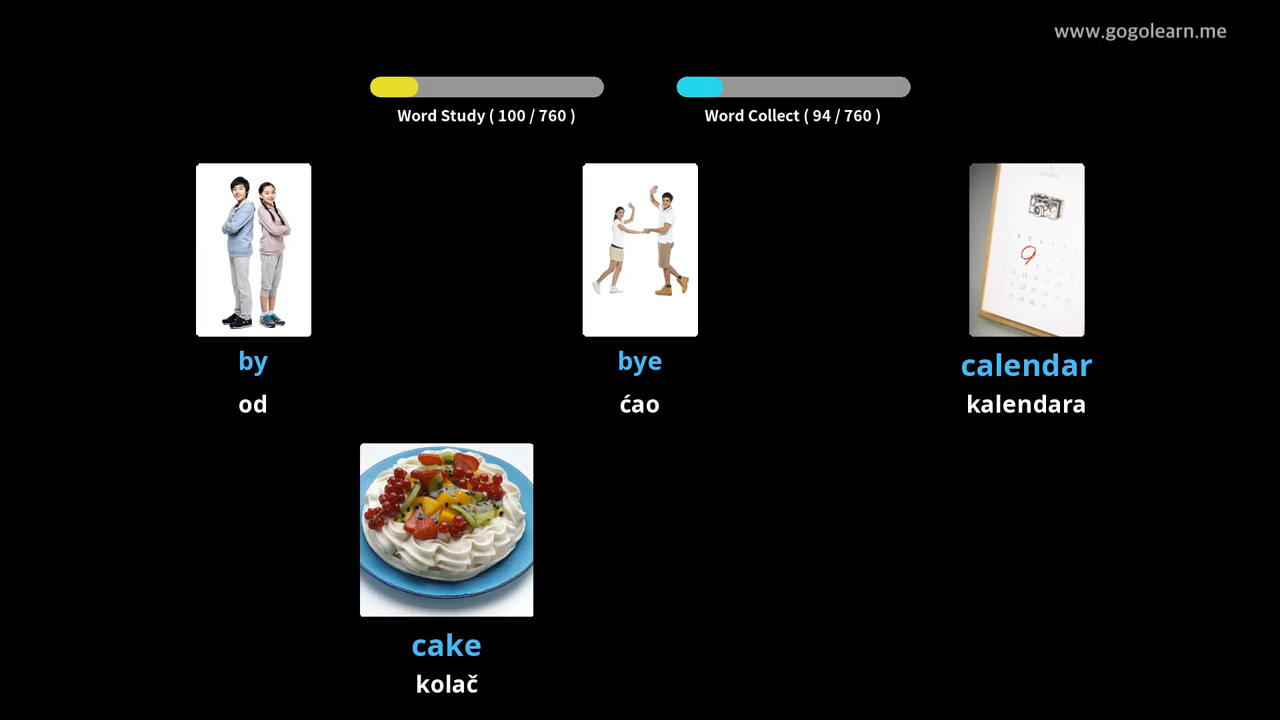 www.gogolearn.me
Word Study ( 100 / 760 )
Word Collect ( 94 / 760 )
by
bye
calendar
od
ćao
kalendara
cake
kolač